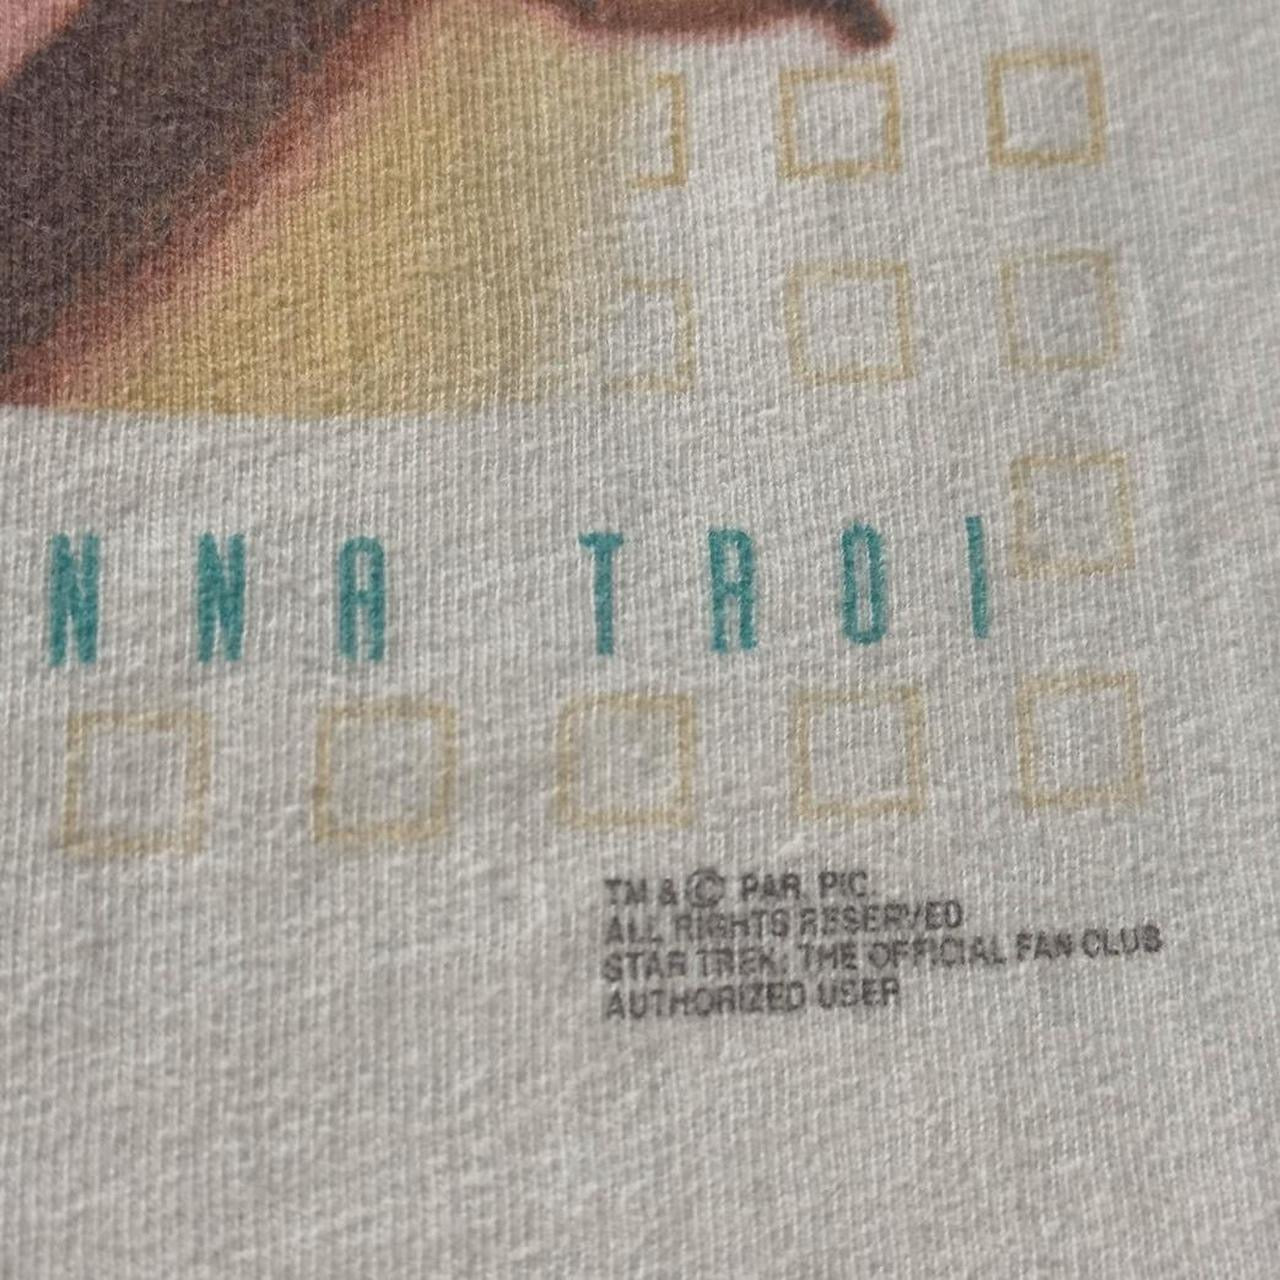 NNA TROI
TM & © PAR. PIC.
ALL RIGHTS RESERVED
STAR TREK: THE OFFICIAL FAN CLUB
AUTHORIZED USER